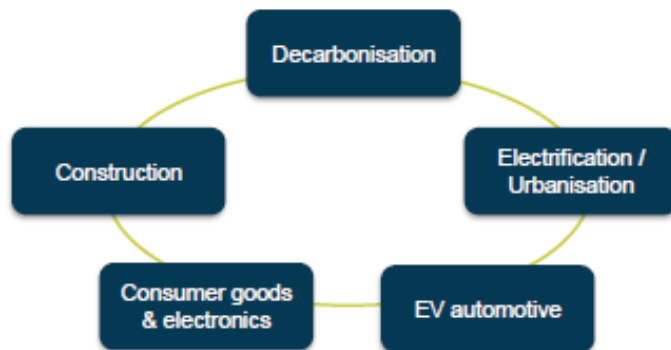 Decarbonisation
Electrification /
Urbanisation
EV automotive
Consumer goods
& electronics
Construction